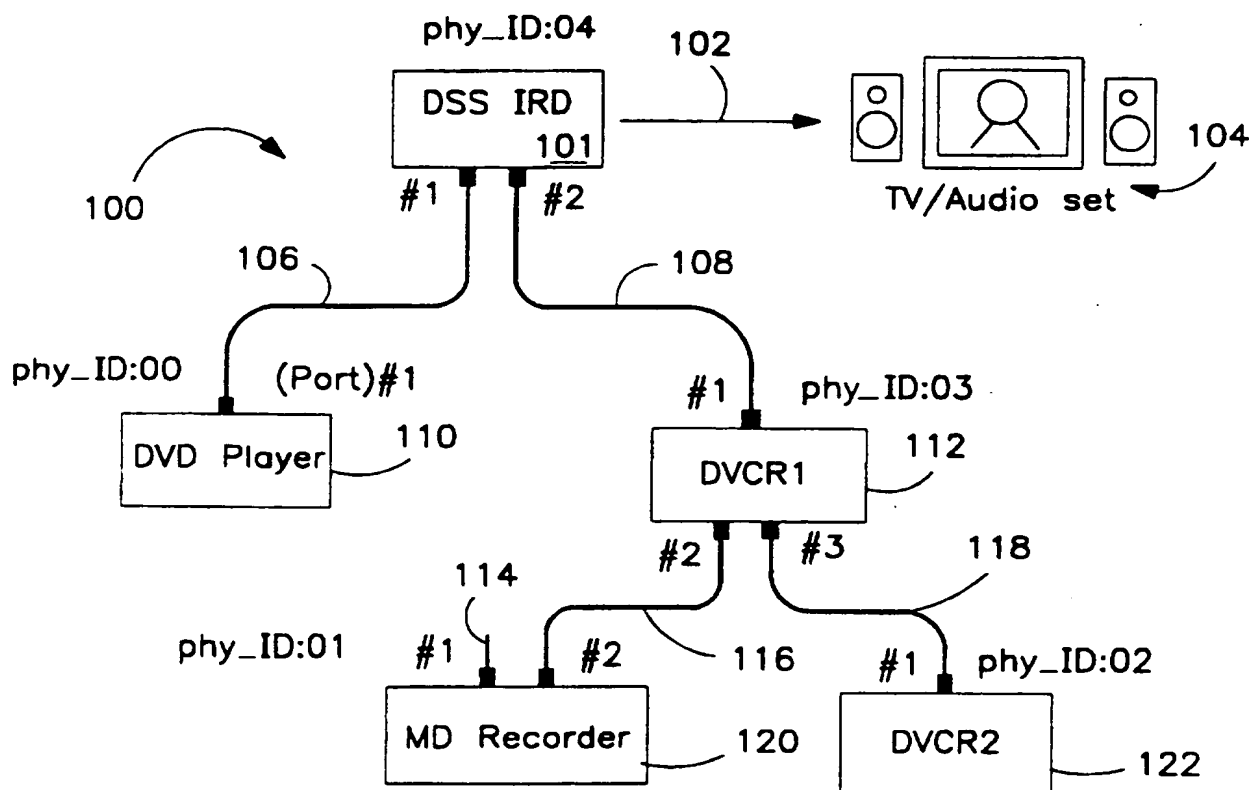 phy_ID:04
102
DSS IRD
101
104
100
#1
#2
TV/Audio set
106
108
phy_ID:00
(Port)#1
#1
phy_ID:03
DVD Player
110
DVCR1
112
#2
#3
118
114
phy_ID:01
#1
#2
116
#1
phy_ID:02
MD Recorder
120
DVCR2
122